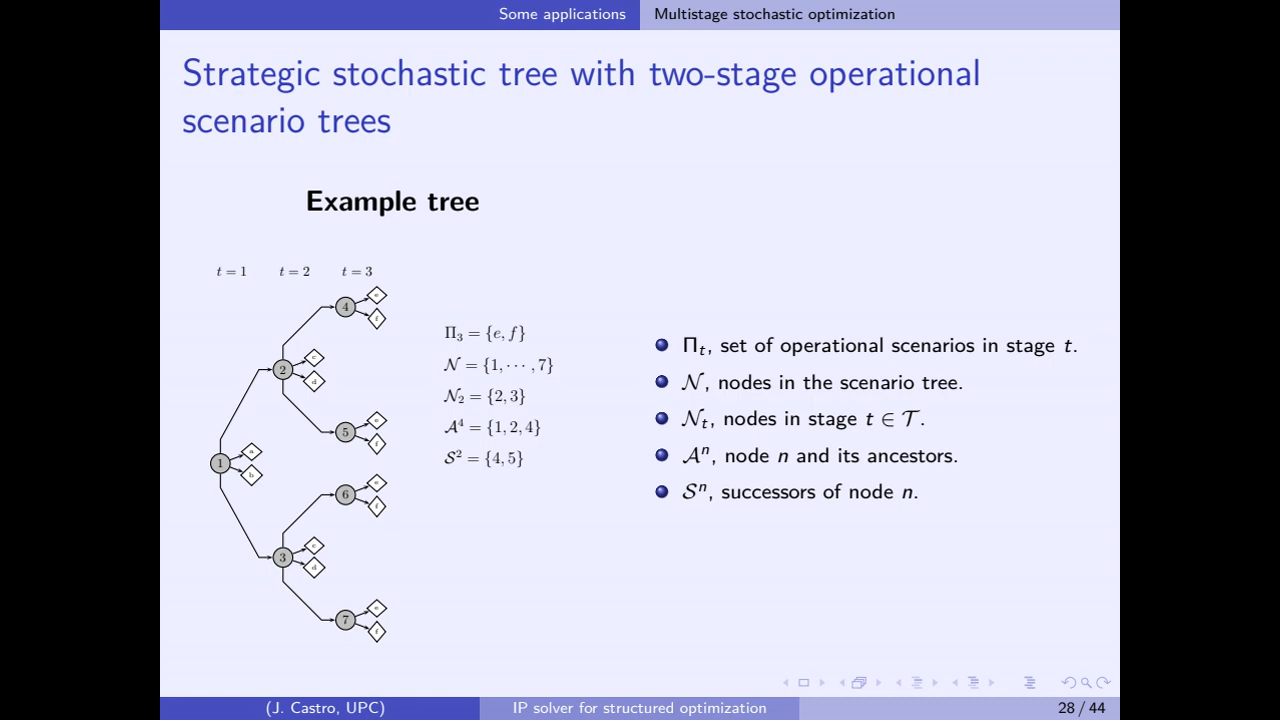 Some applications Multistage stochastic optimization
Strategic stochastic tree with two-stage operational
scenario trees
Example tree
t = 1 t = 2 t = 3
4 e f
2 c d
5 e f
1 a b
6 e f
3 c d
7 e f
Π₃ = {e, f}
𝒩 = {1, ⋯ , 7}
𝒩₂ = {2, 3}
𝒜⁴ = {1, 2, 4}
𝒮² = {4, 5}
Πₜ, set of operational scenarios in stage t.
𝒩, nodes in the scenario tree.
𝒩ₜ, nodes in stage t ∈ 𝒯.
𝒜ⁿ, node n and its ancestors.
𝒮ⁿ, successors of node n.
(J. Castro, UPC) IP solver for structured optimization 28 / 44